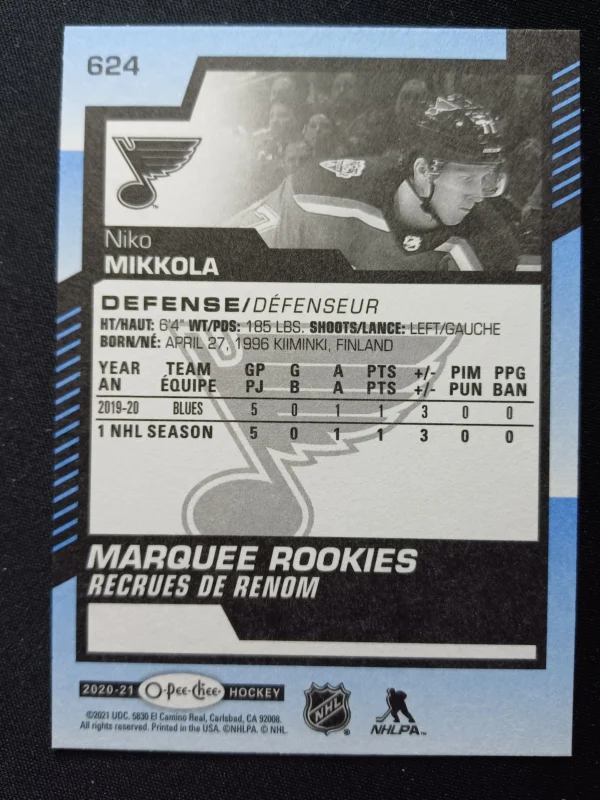 624
Niko
MIKKOLA
DEFENSE/DÉFENSEUR
HT/HAUT: 6'4" WT/PDS: 185 LBS. SHOOTS/LANCE: LEFT/GAUCHE
BORN/NÉ: APRIL 27, 1996 KIIMINKI, FINLAND
YEAR TEAM GP G A PTS +/- PIM PPG
AN ÉQUIPE PJ B A PTS +/- PUN BAN
2019-20 BLUES 5 0 1 1 3 0 0
1 NHL SEASON 5 0 1 1 3 0 0
MARQUEE ROOKIES
RECRUES DE RENOM
2020-21 O-Pee-Chee HOCKEY
©2021 UDC. 5830 El Camino Real, Carlsbad, CA 92008.
All rights reserved. Printed in the USA. ©NHLPA. © NHL.
NHL
NHLPA™